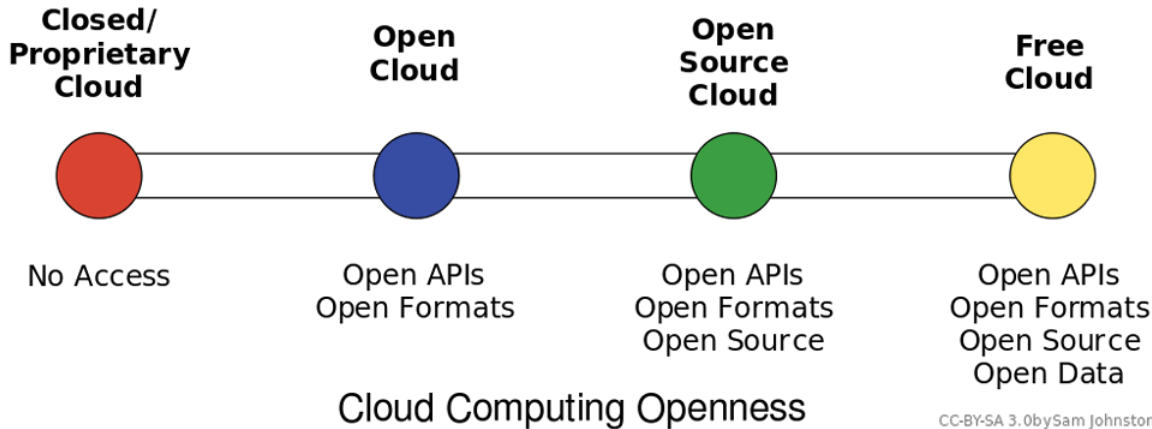 Closed/
Proprietary
Cloud
Open
Cloud
Open
Source
Cloud
Free
Cloud
No Access
Open APIs
Open Formats
Open APIs
Open Formats
Open Source
Open APIs
Open Formats
Open Source
Open Data
Cloud Computing Openness
CC-BY-SA 3.0bySam Johnston